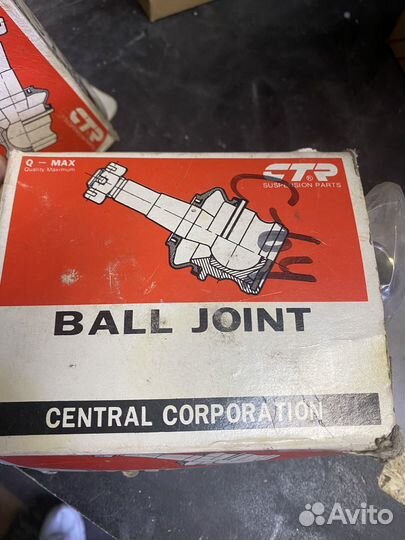 CTR
Q - MAX
Quality Maximum
CTR®
SUSPENSION PARTS
BALL JOINT
CENTRAL CORPORATION
Avito